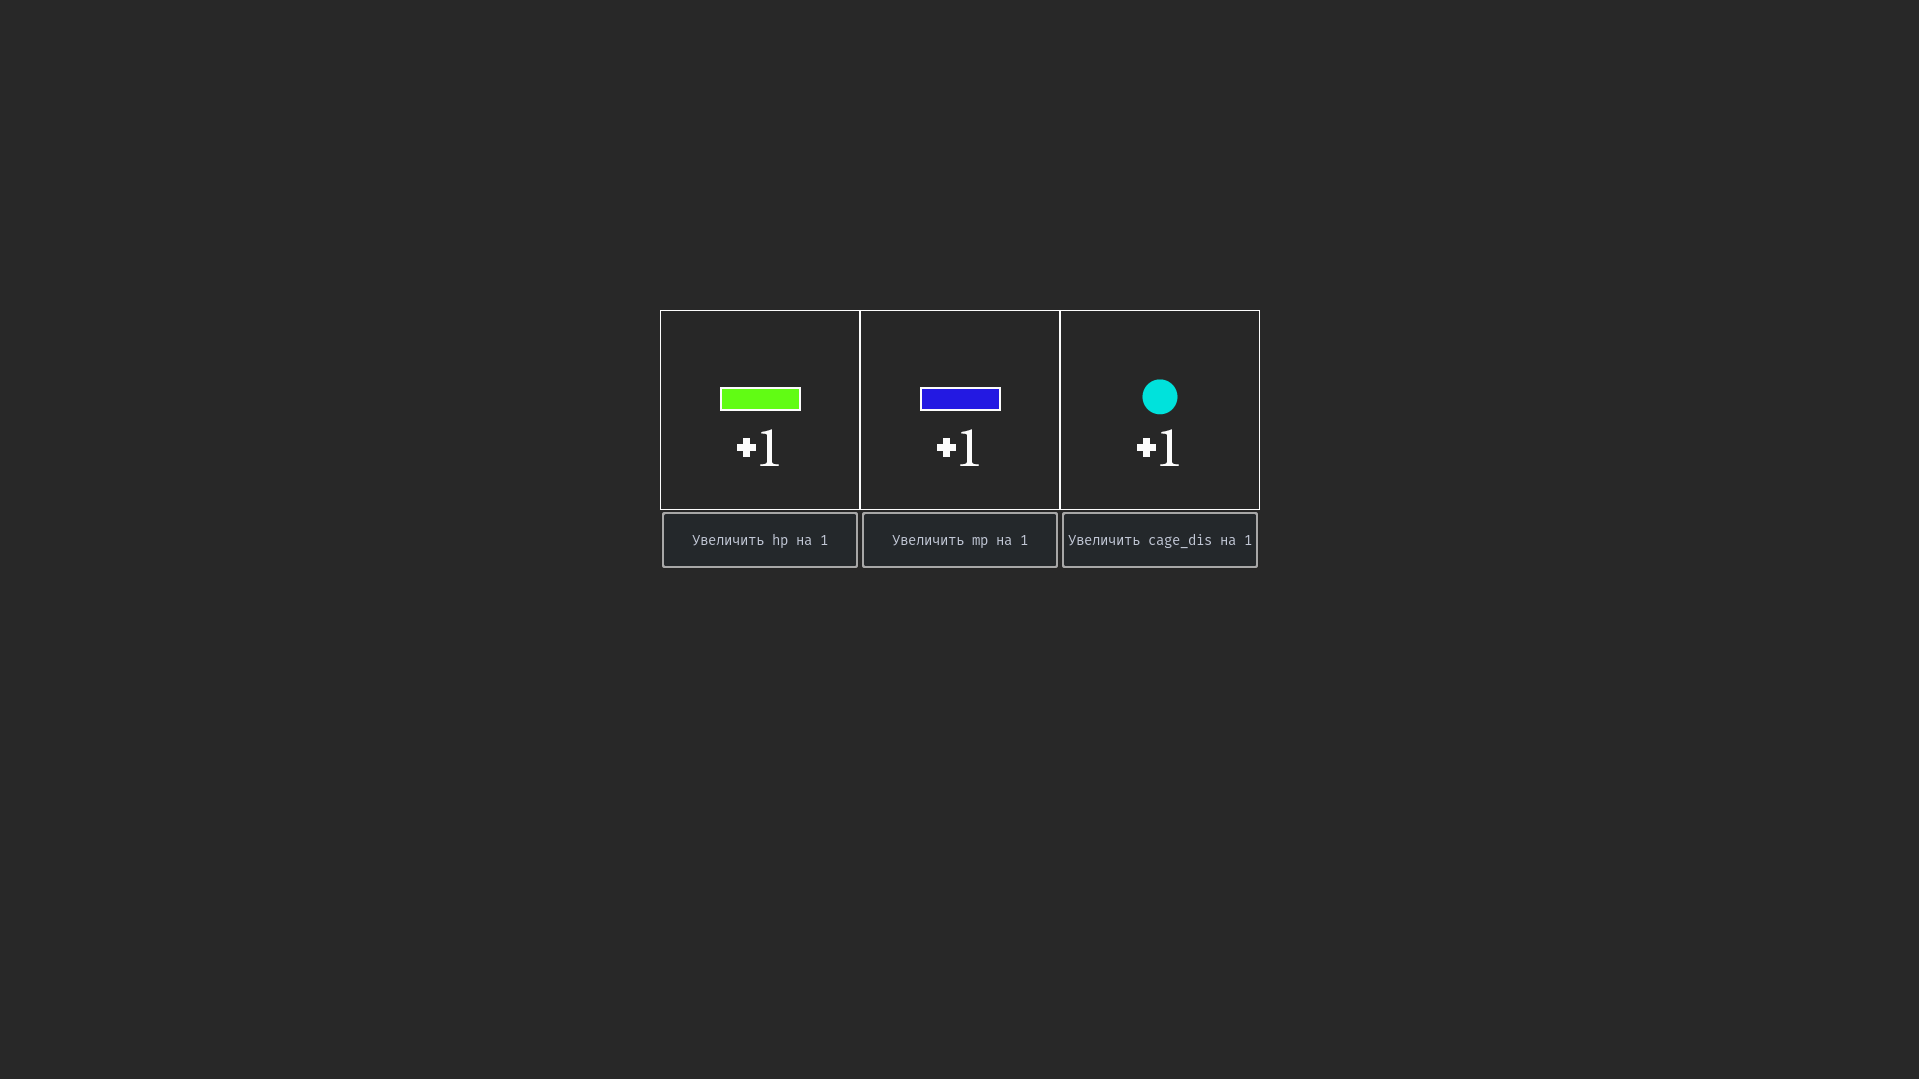 +1 +1 +1
Увеличить hp на 1 Увеличить mp на 1 Увеличить cage_dis на 1